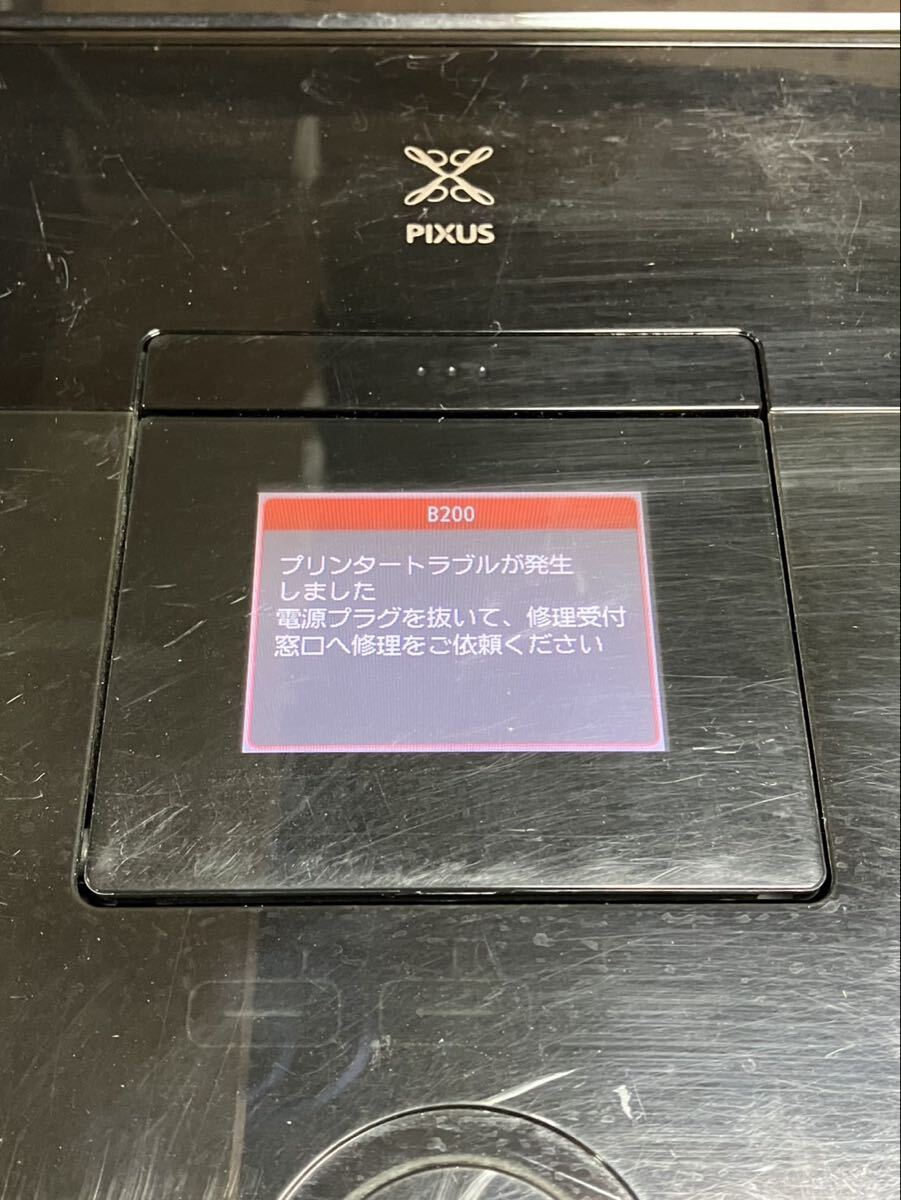 PIXUS
B200
プリンタートラブルが発生
しました
電源プラグを抜いて、修理受付
窓口へ修理をご依頼ください